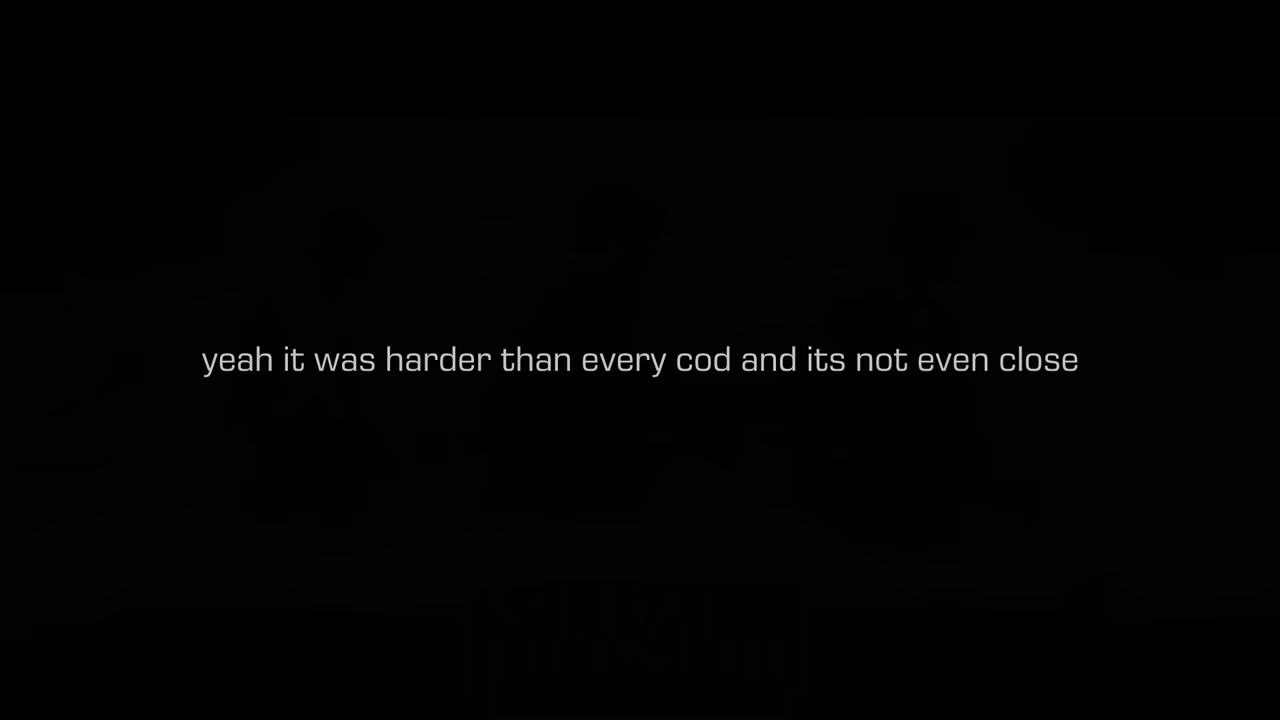 yeah it was harder than every cod and its not even close